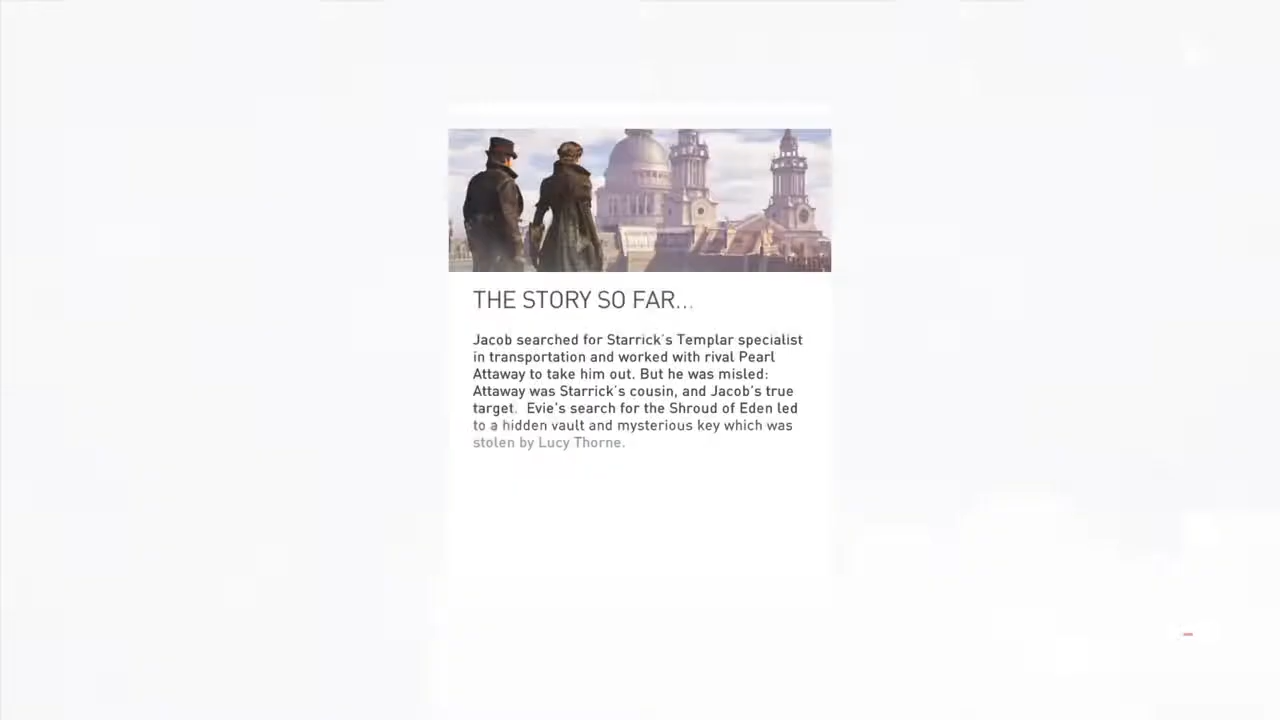 THE STORY SO FAR...
Jacob searched for Starrick's Templar specialist
in transportation and worked with rival Pearl
Attaway to take him out. But he was misled:
Attaway was Starrick's cousin, and Jacob's true
target.  Evie's search for the Shroud of Eden led
to a hidden vault and mysterious key which was
stolen by Lucy Thorne.